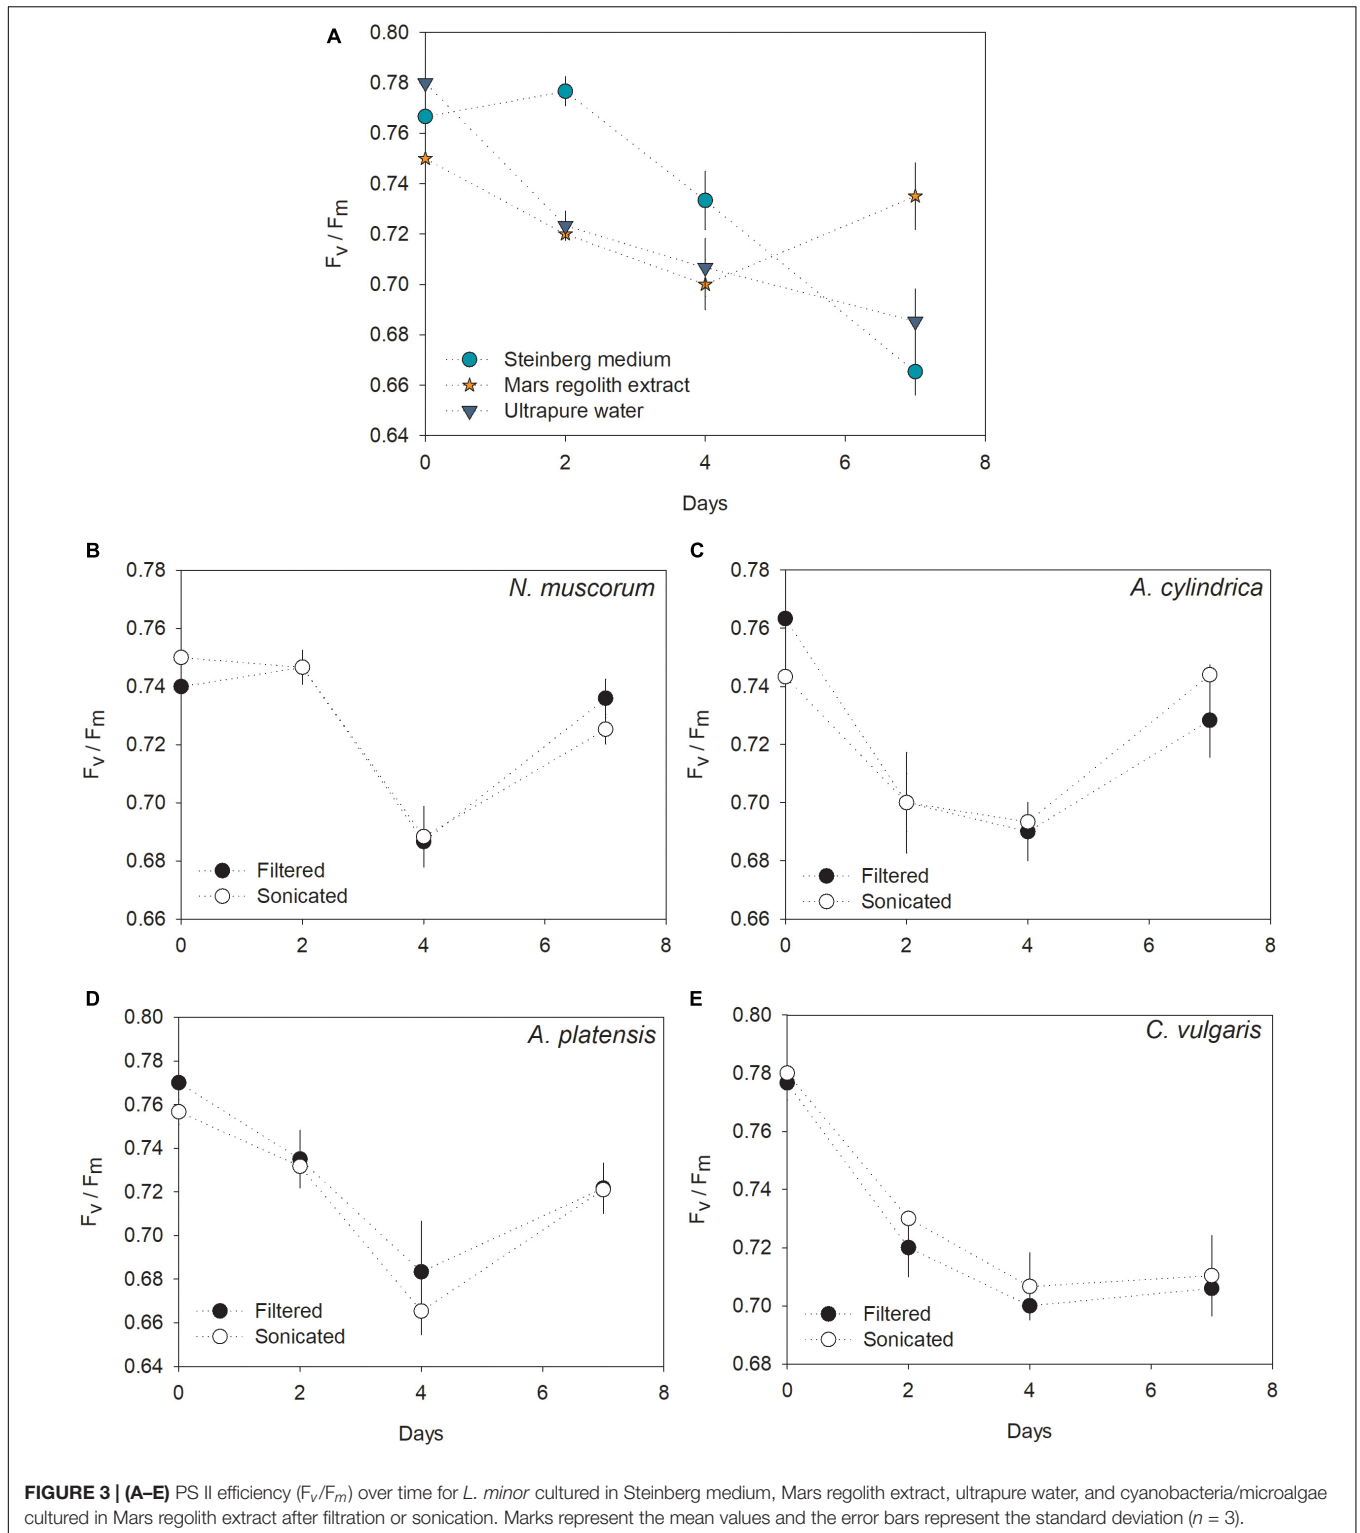 A
0.80
0.78
0.76
0.74
0.72
0.70
0.68
0.66
0.64
Fv / Fm
Steinberg medium
Mars regolith extract
Ultrapure water
0 2 4 6 8
Days
B
N. muscorum
0.78
0.76
0.74
0.72
0.70
0.68
0.66
Fv / Fm
Filtered
Sonicated
0 2 4 6 8
C
A. cylindrica
0.78
0.76
0.74
0.72
0.70
0.68
0.66
Fv / Fm
Filtered
Sonicated
0 2 4 6 8
D
A. platensis
0.80
0.78
0.76
0.74
0.72
0.70
0.68
0.66
0.64
Fv / Fm
Filtered
Sonicated
0 2 4 6 8
Days
E
C. vulgaris
0.80
0.78
0.76
0.74
0.72
0.70
0.68
Fv / Fm
Filtered
Sonicated
0 2 4 6 8
Days
FIGURE 3 | (A–E) PS II efficiency (Fv/Fm) over time for L. minor cultured in Steinberg medium, Mars regolith extract, ultrapure water, and cyanobacteria/microalgae
cultured in Mars regolith extract after filtration or sonication. Marks represent the mean values and the error bars represent the standard deviation (n = 3).